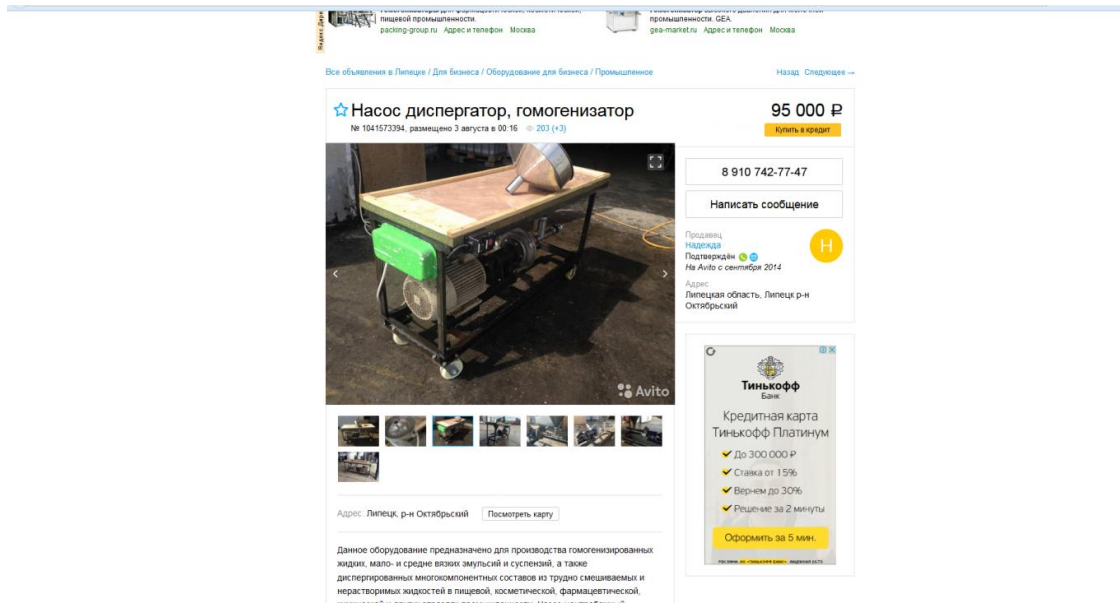 пищевой промышленности.
packing-group.ru Адрес и телефон Москва
промышленности. GEA.
gea-market.ru Адрес и телефон Москва
Все объявления в Липецке / Для бизнеса / Оборудование для бизнеса / Промышленное
Назад Следующее →
Насос диспергатор, гомогенизатор
95 000 ₽
№ 1041573394, размещено 3 августа в 00:16 203 (+3)
Купить в кредит
8 910 742-77-47
Написать сообщение
Продавец
Надежда
Н
Подтверждён
На Avito с сентября 2014
Адрес
Липецкая область, Липецк р-н
Октябрьский
Avito
Тинькофф
Банк
Кредитная карта
Тинькофф Платинум
До 300 000 ₽
Ставка от 15%
Вернем до 30%
Решение за 2 минуты
Оформить за 5 мин.
Адрес: Липецк, р-н Октябрьский Посмотреть карту
Данное оборудование предназначено для производства гомогенизированных
жидких, мало- и средне вязких эмульсий и суспензий, а также
диспергированных многокомпонентных составов из трудно смешиваемых и
нерастворимых жидкостей в пищевой, косметической, фармацевтической,